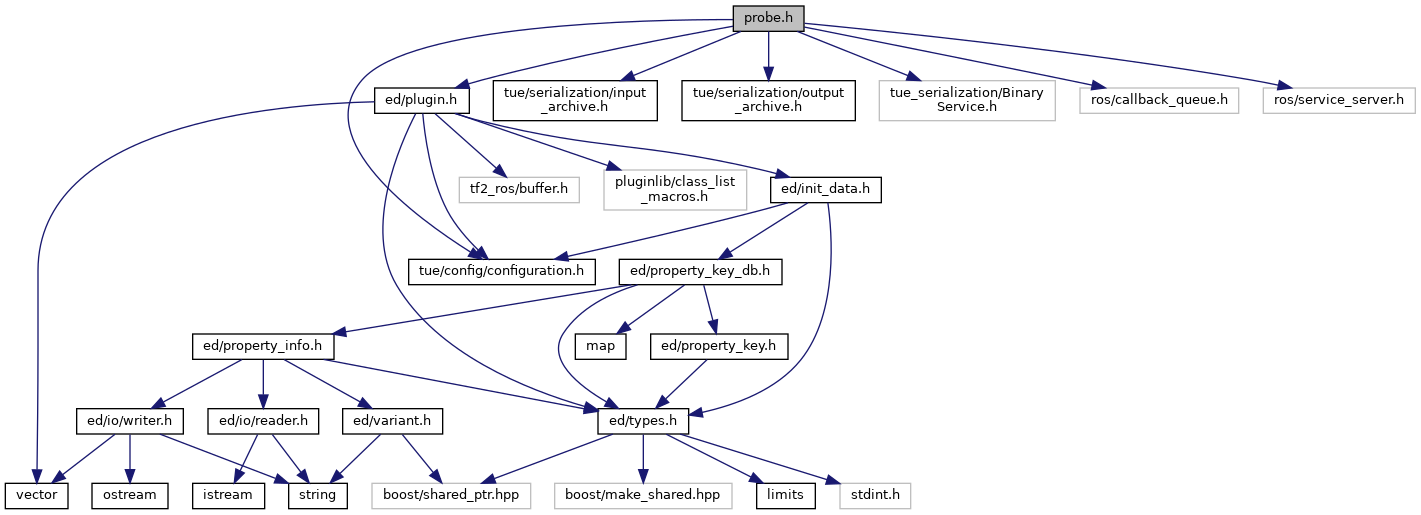 probe.h
ed/plugin.h
tue/serialization/input
_archive.h
tue/serialization/output
_archive.h
tue_serialization/Binary
Service.h
ros/callback_queue.h
ros/service_server.h
tf2_ros/buffer.h
pluginlib/class_list
_macros.h
ed/init_data.h
tue/config/configuration.h
ed/property_key_db.h
ed/property_info.h
map
ed/property_key.h
ed/io/writer.h
ed/io/reader.h
ed/variant.h
ed/types.h
vector
ostream
istream
string
boost/shared_ptr.hpp
boost/make_shared.hpp
limits
stdint.h